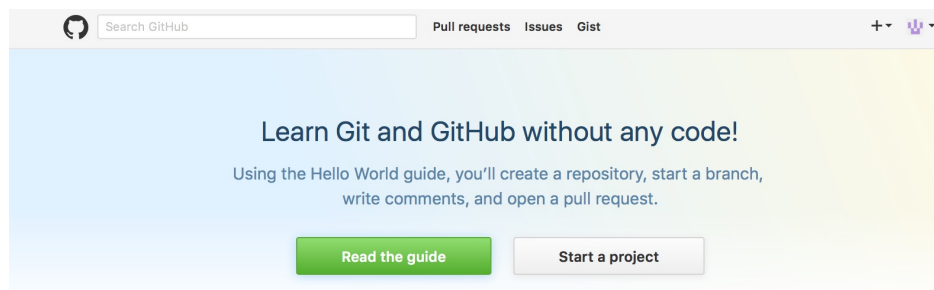 Search GitHub Pull requests Issues Gist
Learn Git and GitHub without any code!
Using the Hello World guide, you’ll create a repository, start a branch,
write comments, and open a pull request.
Read the guide Start a project